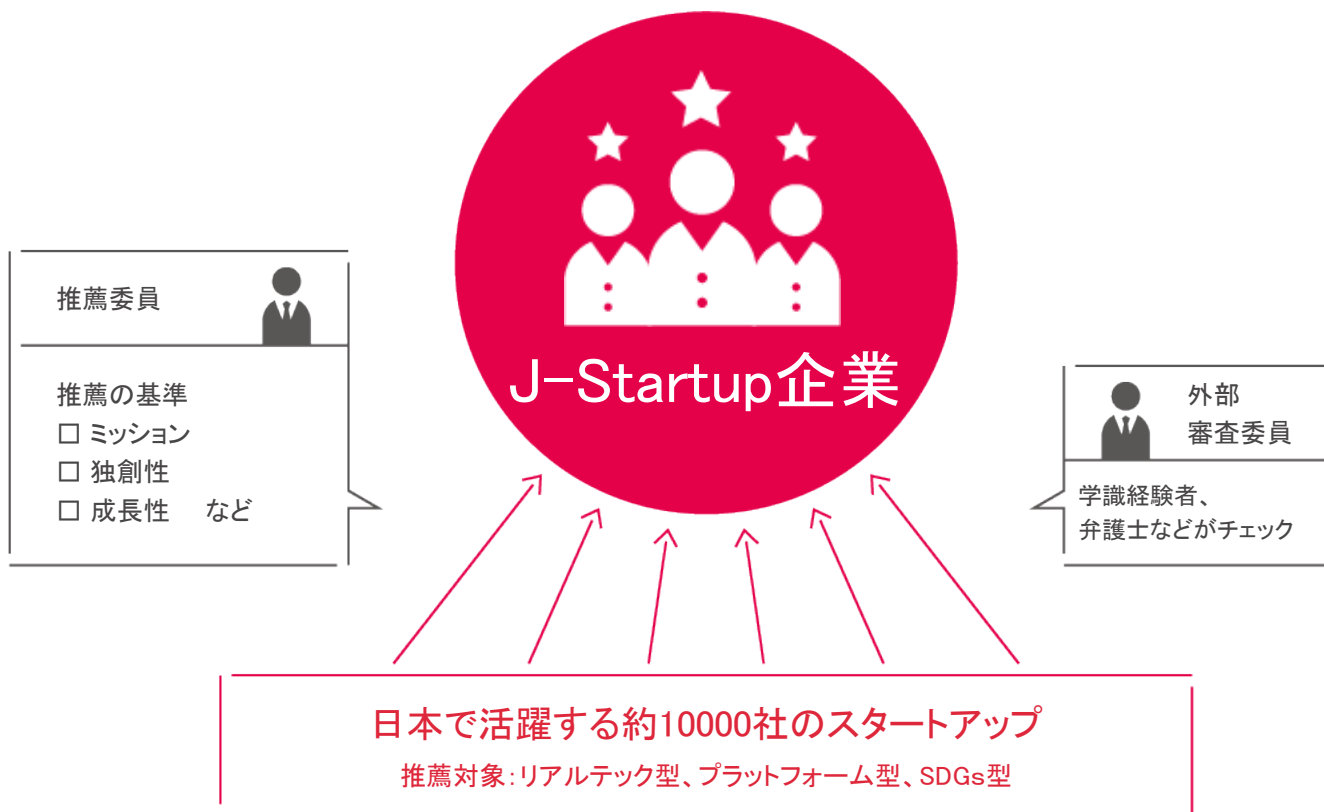 J-Startup企業
推薦委員
推薦の基準
□ ミッション
□ 独創性
□ 成長性 など
外部
審査委員
学識経験者、
弁護士などがチェック
日本で活躍する約10000社のスタートアップ
推薦対象：リアルテック型、プラットフォーム型、SDGs型